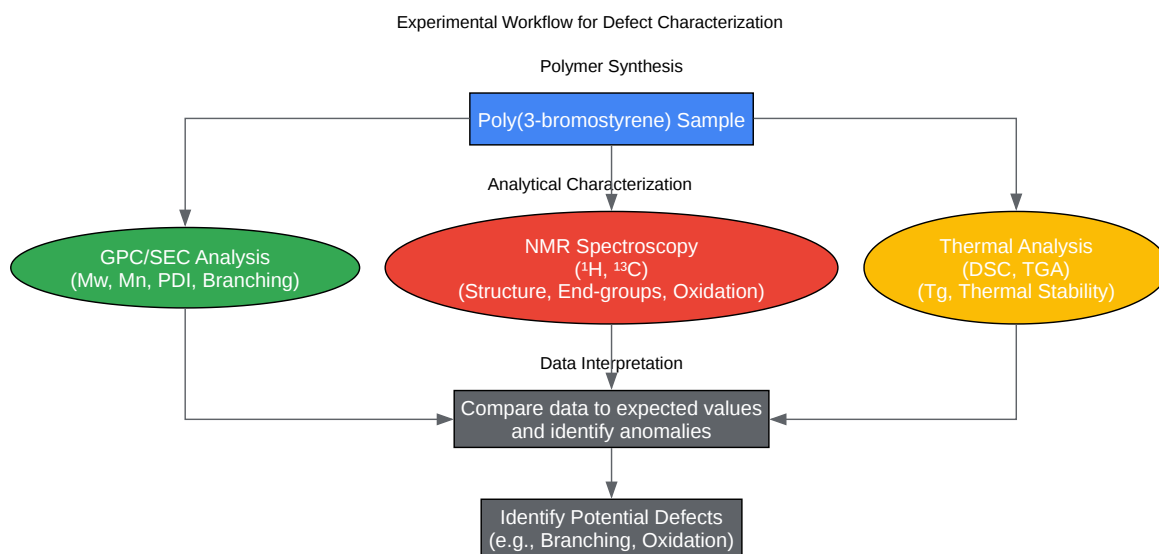 Experimental Workflow for Defect Characterization
Polymer Synthesis
Poly(3-bromostyrene) Sample
Analytical Characterization
GPC/SEC Analysis
(Mw, Mn, PDI, Branching)
NMR Spectroscopy
(¹H, ¹³C)
(Structure, End-groups, Oxidation)
Thermal Analysis
(DSC, TGA)
(Tg, Thermal Stability)
Data Interpretation
Compare data to expected values
and identify anomalies
Identify Potential Defects
(e.g., Branching, Oxidation)